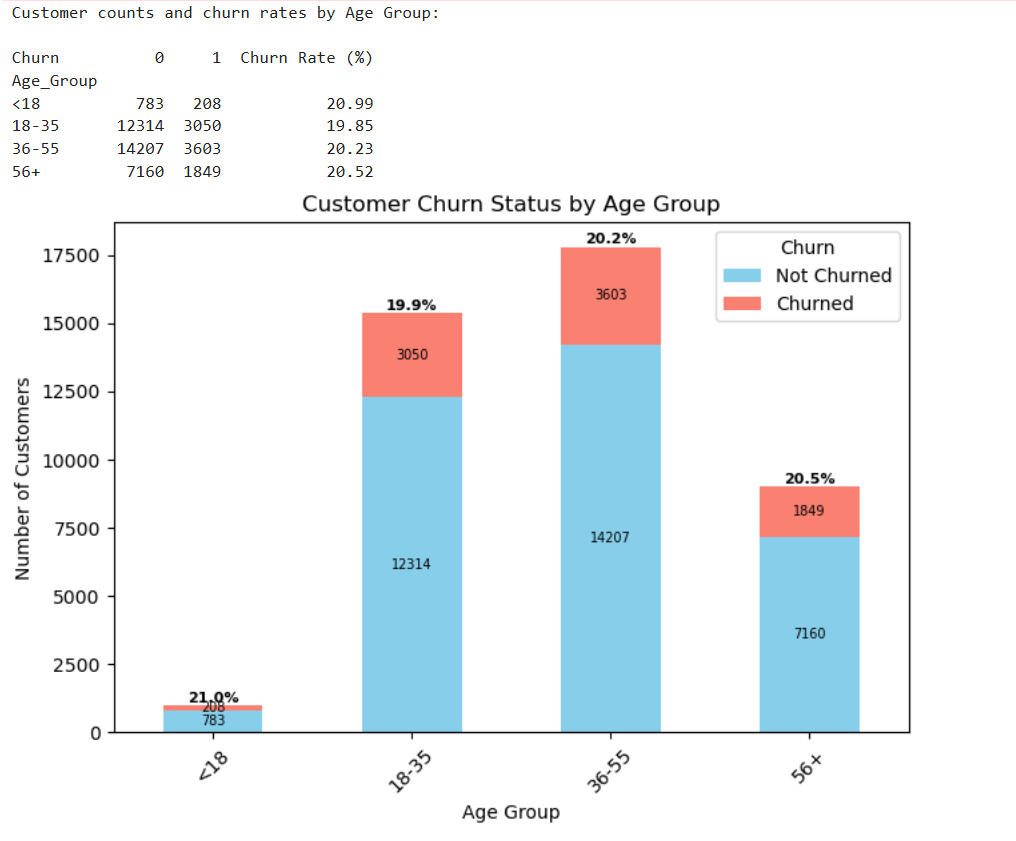 Customer counts and churn rates by Age Group:
Churn 0 1 Churn Rate (%)
Age_Group
<18 783 208 20.99
18-35 12314 3050 19.85
36-55 14207 3603 20.23
56+ 7160 1849 20.52
Customer Churn Status by Age Group
Number of Customers
17500
15000
12500
10000
7500
5000
2500
0
21.0%
208
783
19.9%
3050
12314
20.2%
3603
14207
20.5%
1849
7160
Churn
Not Churned
Churned
<18
18-35
36-55
56+
Age Group